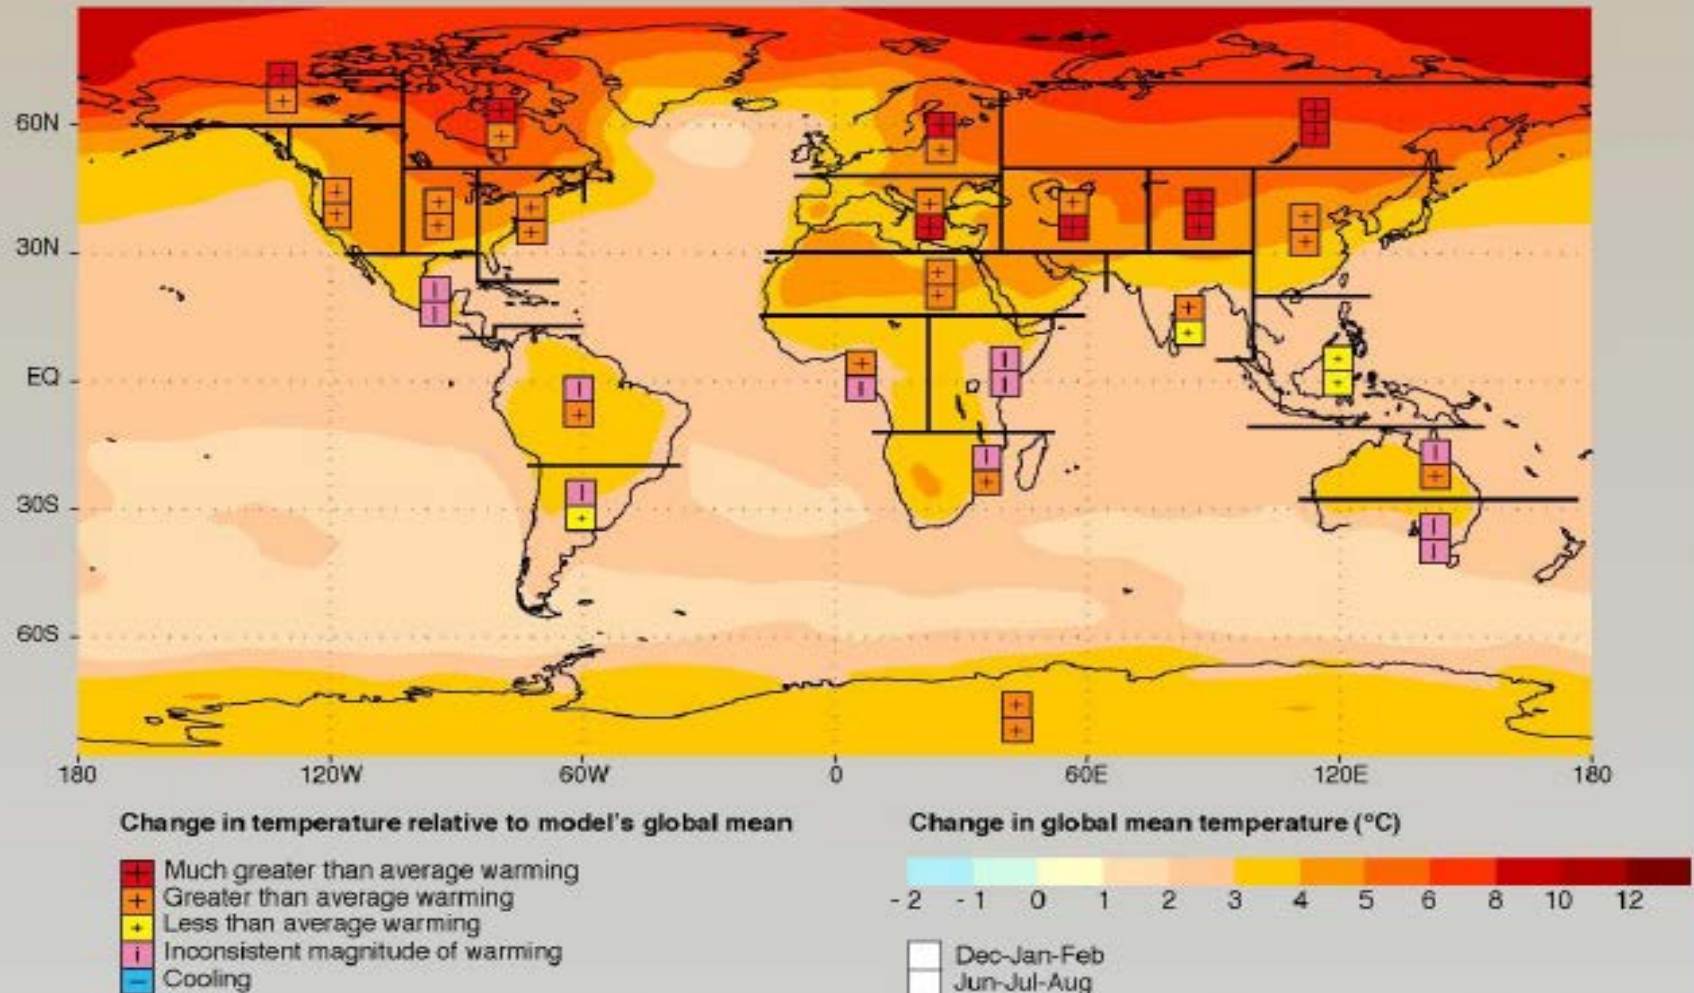 60N
30N
EQ
30S
60S
180 120W 60W 0 60E 120E 180
Change in temperature relative to model's global mean
+ Much greater than average warming
+ Greater than average warming
+ Less than average warming
i Inconsistent magnitude of warming
− Cooling
Change in global mean temperature (°C)
-2 -1 0 1 2 3 4 5 6 8 10 12
Dec-Jan-Feb
Jun-Jul-Aug